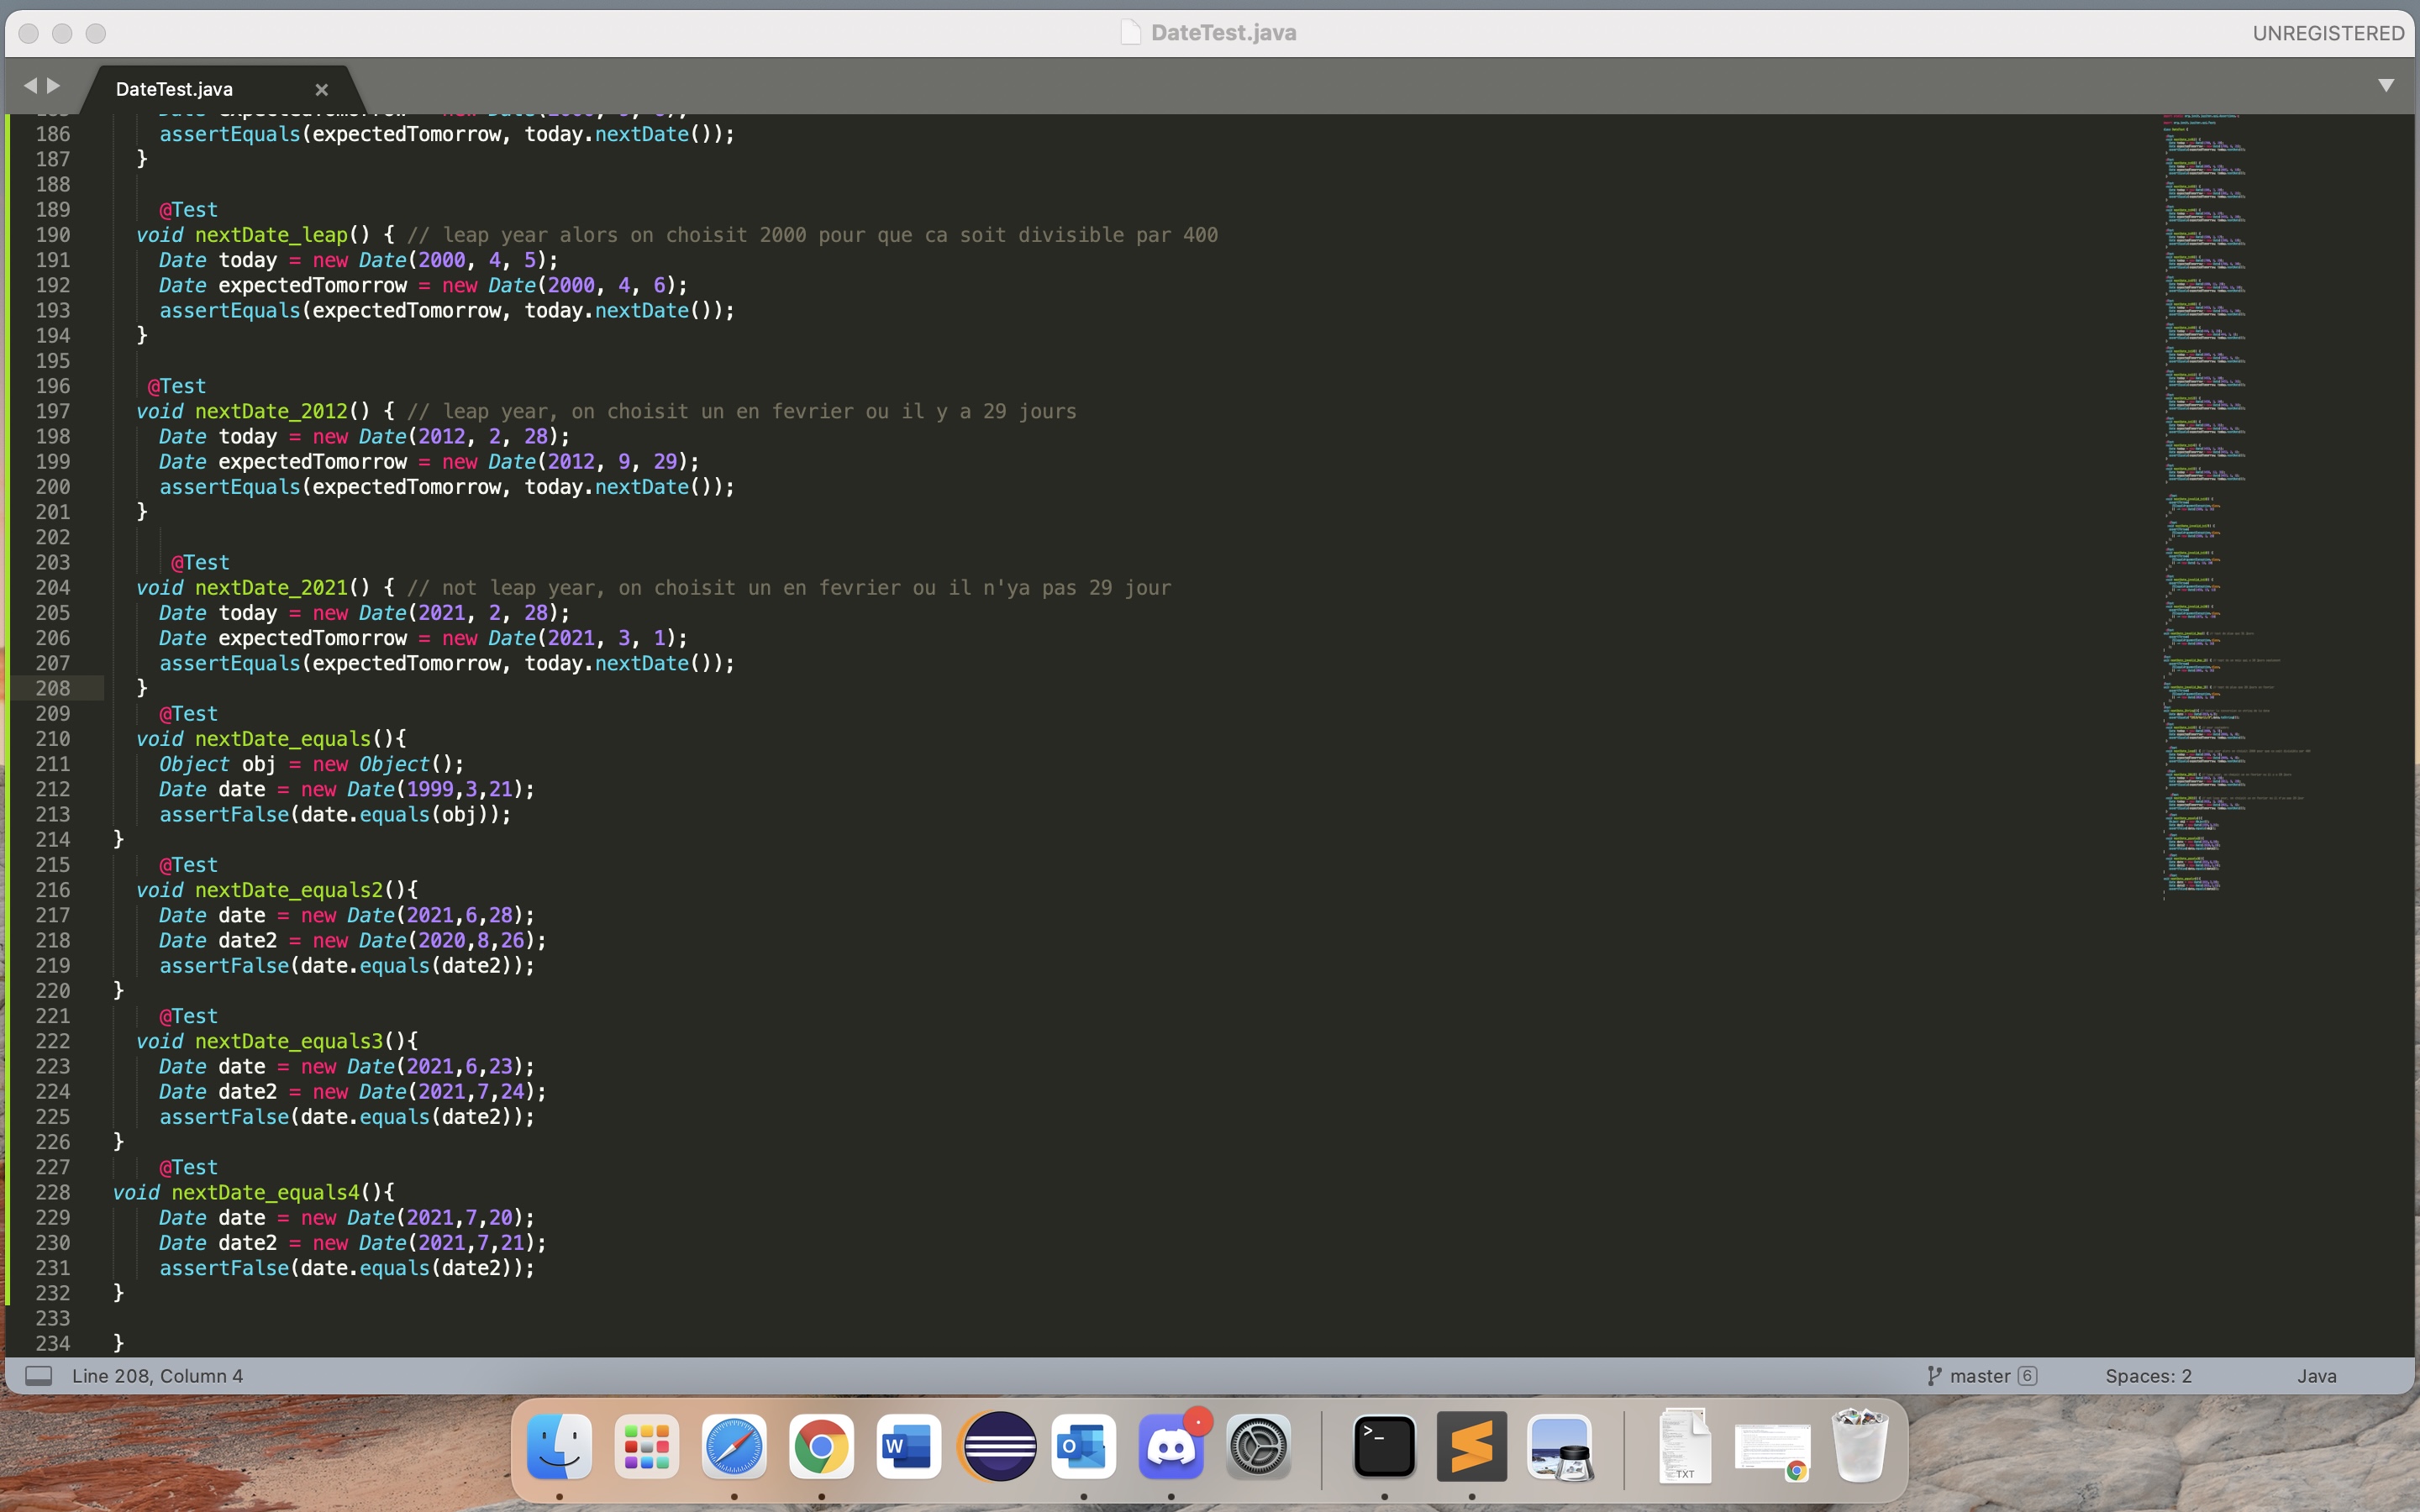 DateTest.java
UNREGISTERED
DateTest.java ×
186 assertEquals(expectedTomorrow, today.nextDate());
187 }
188
189 @Test
190 void nextDate_leap() { // leap year alors on choisit 2000 pour que ca soit divisible par 400
191 Date today = new Date(2000, 4, 5);
192 Date expectedTomorrow = new Date(2000, 4, 6);
193 assertEquals(expectedTomorrow, today.nextDate());
194 }
195
196 @Test
197 void nextDate_2012() { // leap year, on choisit un en fevrier ou il y a 29 jours
198 Date today = new Date(2012, 2, 28);
199 Date expectedTomorrow = new Date(2012, 9, 29);
200 assertEquals(expectedTomorrow, today.nextDate());
201 }
202
203 @Test
204 void nextDate_2021() { // not leap year, on choisit un en fevrier ou il n'ya pas 29 jour
205 Date today = new Date(2021, 2, 28);
206 Date expectedTomorrow = new Date(2021, 3, 1);
207 assertEquals(expectedTomorrow, today.nextDate());
208 }
209 @Test
210 void nextDate_equals(){
211 Object obj = new Object();
212 Date date = new Date(1999,3,21);
213 assertFalse(date.equals(obj));
214 }
215 @Test
216 void nextDate_equals2(){
217 Date date = new Date(2021,6,28);
218 Date date2 = new Date(2020,8,26);
219 assertFalse(date.equals(date2));
220 }
221 @Test
222 void nextDate_equals3(){
223 Date date = new Date(2021,6,23);
224 Date date2 = new Date(2021,7,24);
225 assertFalse(date.equals(date2));
226 }
227 @Test
228 void nextDate_equals4(){
229 Date date = new Date(2021,7,20);
230 Date date2 = new Date(2021,7,21);
231 assertFalse(date.equals(date2));
232 }
233
234 }
Line 208, Column 4
master 6
Spaces: 2
Java
W
O
>_
TXT